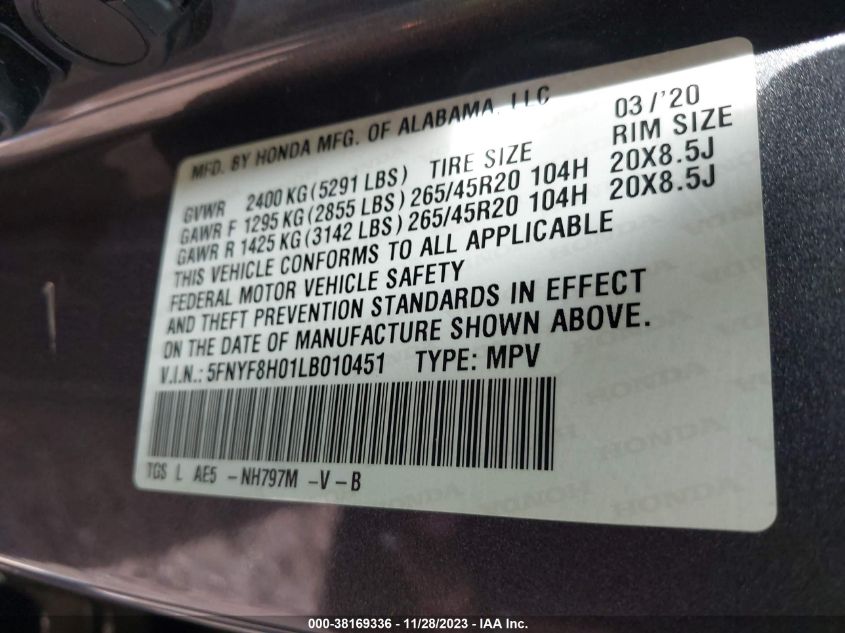 MFD. BY HONDA MFG. OF ALABAMA, LLC 03/'20
GVWR 2400 KG (5291 LBS) TIRE SIZE RIM SIZE
GAWR F 1295 KG (2855 LBS) 265/45R20 104H 20X8.5J
GAWR R 1425 KG (3142 LBS) 265/45R20 104H 20X8.5J
THIS VEHICLE CONFORMS TO ALL APPLICABLE
FEDERAL MOTOR VEHICLE SAFETY
AND THEFT PREVENTION STANDARDS IN EFFECT
ON THE DATE OF MANUFACTURE SHOWN ABOVE.
V.I.N.: 5FNYF8H01LB010451 TYPE: MPV
TGS L AE5 -NH797M -V-B
000-38169336 - 11/28/2023 - IAA Inc.